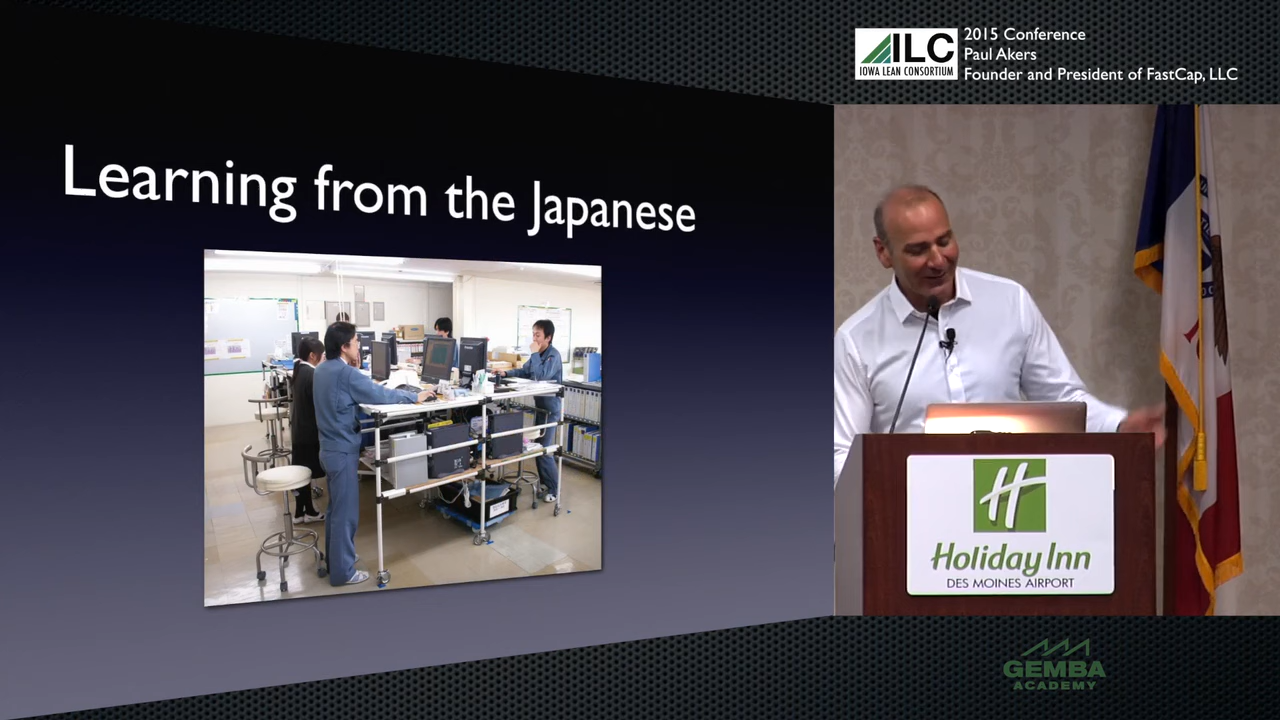 Learning from the Japanese
ILC
IOWA LEAN CONSORTIUM
2015 Conference
Paul Akers
Founder and President of FastCap, LLC
H
Holiday Inn
DES MOINES AIRPORT
GEMBA
ACADEMY